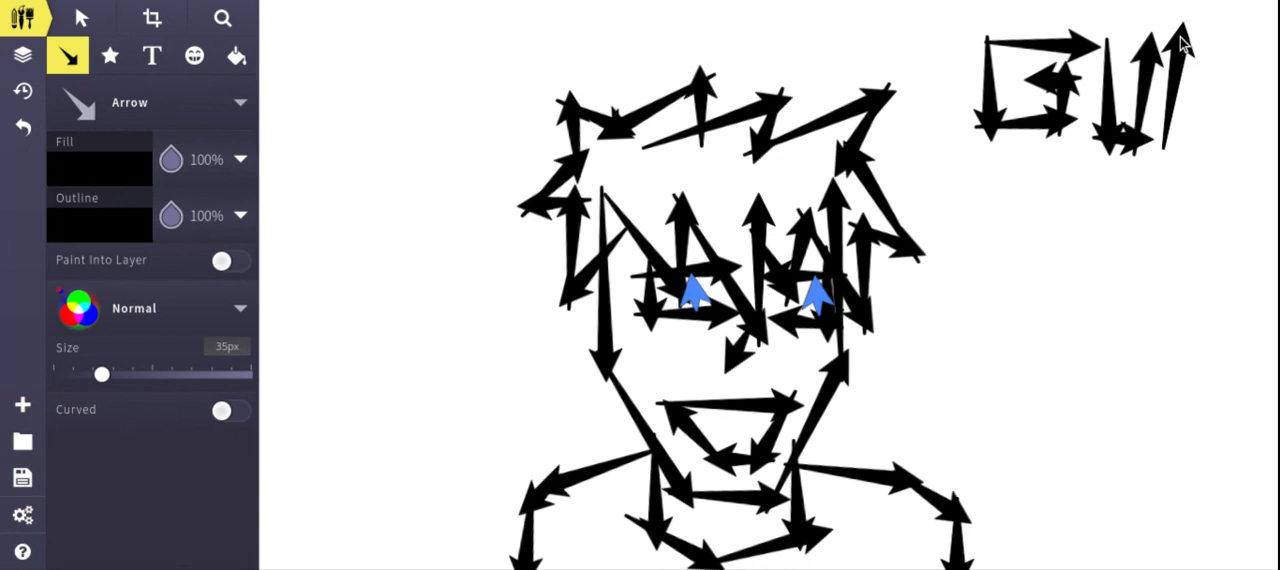 T
Arrow
Fill
100%
Outline
100%
Paint Into Layer
Normal
Size
35px
Curved
?